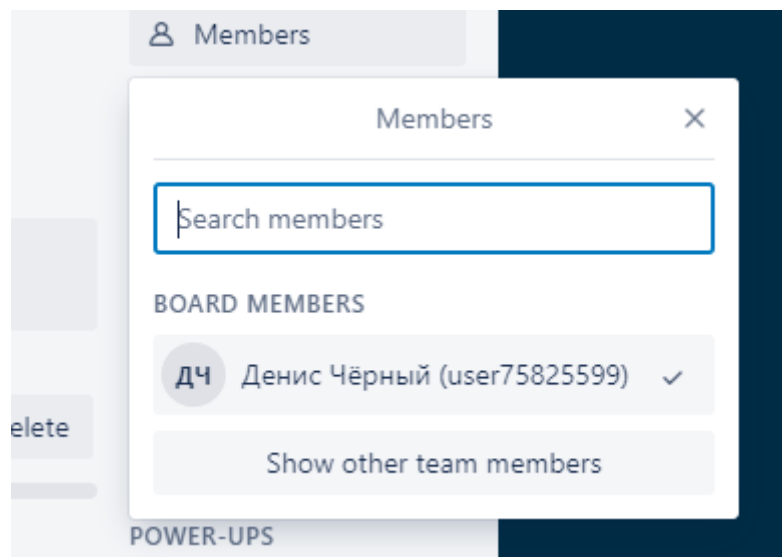 Members
Members
Search members
BOARD MEMBERS
ДЧ Денис Чёрный (user75825599)
elete
Show other team members
POWER-UPS